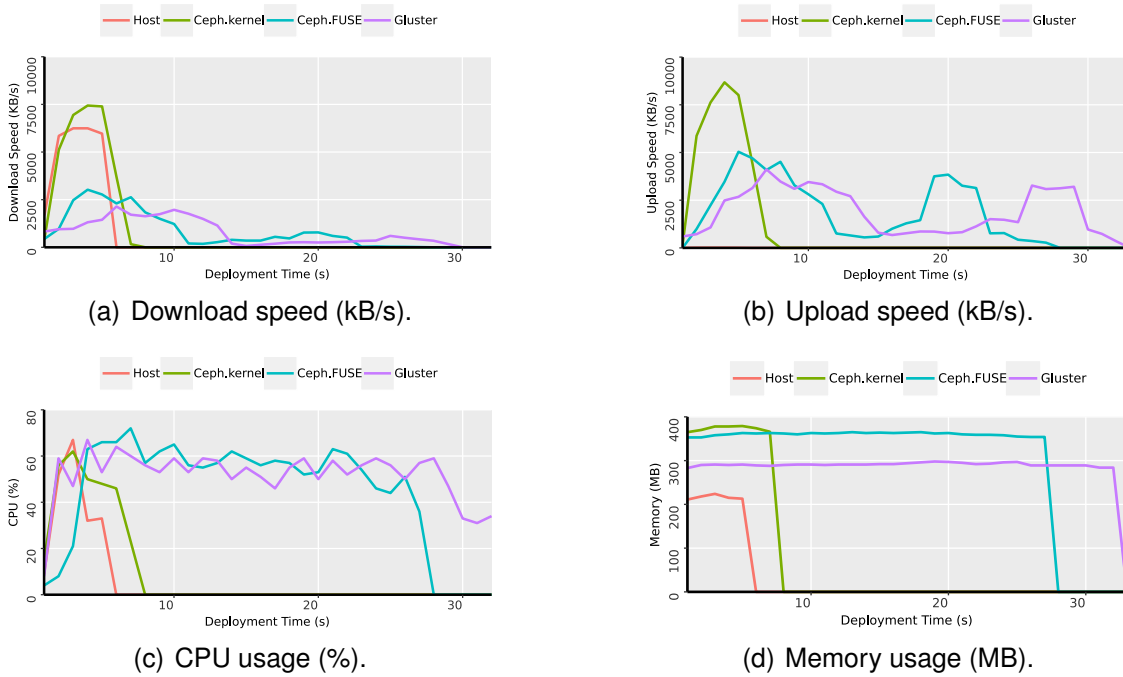 Host Ceph.kernel Ceph.FUSE Gluster
Download Speed (KB/s)
10000
7500
5000
2500
0
10 20 30
Deployment Time (s)
(a) Download speed (kB/s).
Host Ceph.kernel Ceph.FUSE Gluster
Upload Speed (KB/s)
10000
7500
5000
2500
0
10 20 30
Deployment Time (s)
(b) Upload speed (kB/s).
Host Ceph.kernel Ceph.FUSE Gluster
CPU (%)
80
60
40
20
0
10 20 30
Deployment Time (s)
(c) CPU usage (%).
Host Ceph.kernel Ceph.FUSE Gluster
Memory (MB)
400
300
200
100
0
10 20 30
Deployment Time (s)
(d) Memory usage (MB).